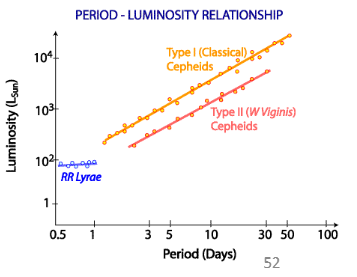 PERIOD - LUMINOSITY RELATIONSHIP
Type I (Classical)
Cepheids
Type II (W Viginis)
Cepheids
RR Lyrae
Luminosity (Lsun)
10⁴
10³
10²
1
0.5 1 3 5 10 30 50 100
Period (Days)
52